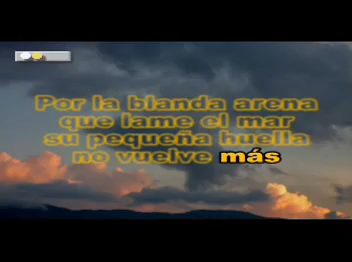 Por la blanda arena
que lame el mar
su pequeña huella
no vuelve más